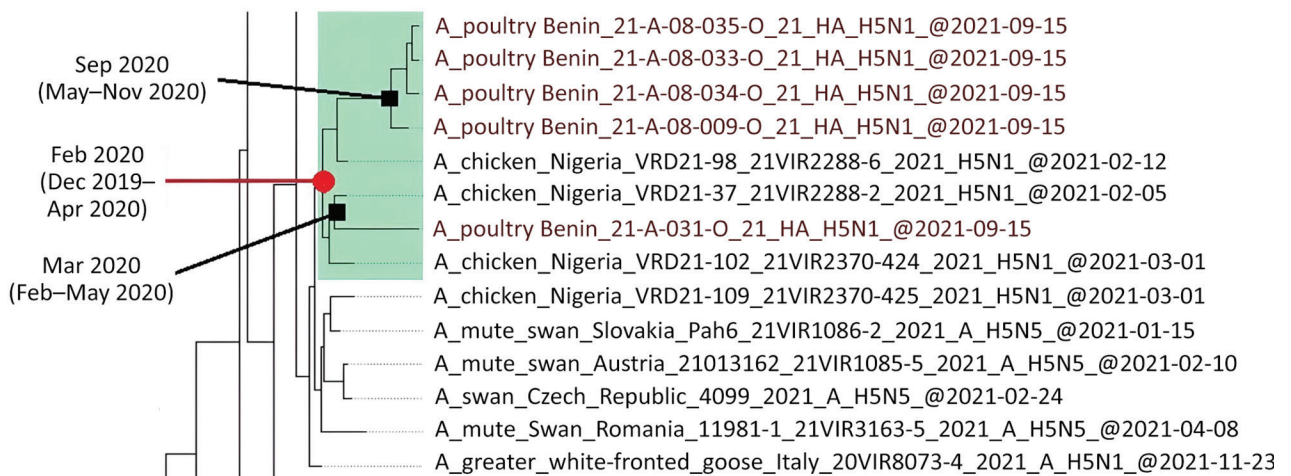 Sep 2020
(May–Nov 2020)
Feb 2020
(Dec 2019–
Apr 2020)
Mar 2020
(Feb–May 2020)
A_poultry Benin_21-A-08-035-O_21_HA_H5N1_@2021-09-15
A_poultry Benin_21-A-08-033-O_21_HA_H5N1_@2021-09-15
A_poultry Benin_21-A-08-034-O_21_HA_H5N1_@2021-09-15
A_poultry Benin_21-A-08-009-O_21_HA_H5N1_@2021-09-15
A_chicken_Nigeria_VRD21-98_21VIR2288-6_2021_H5N1_@2021-02-12
A_chicken_Nigeria_VRD21-37_21VIR2288-2_2021_H5N1_@2021-02-05
A_poultry Benin_21-A-031-O_21_HA_H5N1_@2021-09-15
A_chicken_Nigeria_VRD21-102_21VIR2370-424_2021_H5N1_@2021-03-01
A_chicken_Nigeria_VRD21-109_21VIR2370-425_2021_H5N1_@2021-03-01
A_mute_swan_Slovakia_Pah6_21VIR1086-2_2021_A_H5N5_@2021-01-15
A_mute_swan_Austria_21013162_21VIR1085-5_2021_A_H5N5_@2021-02-10
A_swan_Czech_Republic_4099_2021_A_H5N5_@2021-02-24
A_mute_Swan_Romania_11981-1_21VIR3163-5_2021_A_H5N5_@2021-04-08
A_greater_white-fronted_goose_Italy_20VIR8073-4_2021_A_H5N1_@2021-11-23